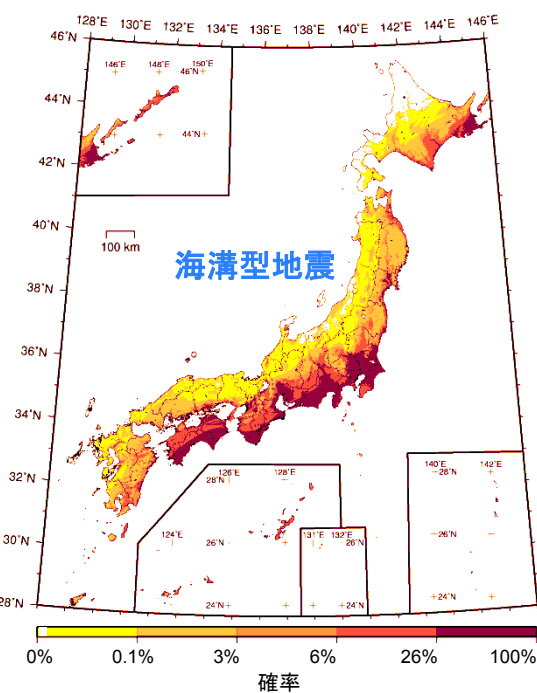 128°E 130°E 132°E 134°E 136°E 138°E 140°E 142°E 144°E 146°E
46°N
146°E 148°E 150°E
46°N
44°N
44°N
42°N
40°N
100 km
海溝型地震
38°N
36°N
34°N
32°N
126°E 128°E
28°N
140°E 142°E
28°N
124°E
26°N
131°E 132°E
26°N
26°N
30°N
24°N
24°N
24°N
28°N
0% 0.1% 3% 6% 26% 100%
確率